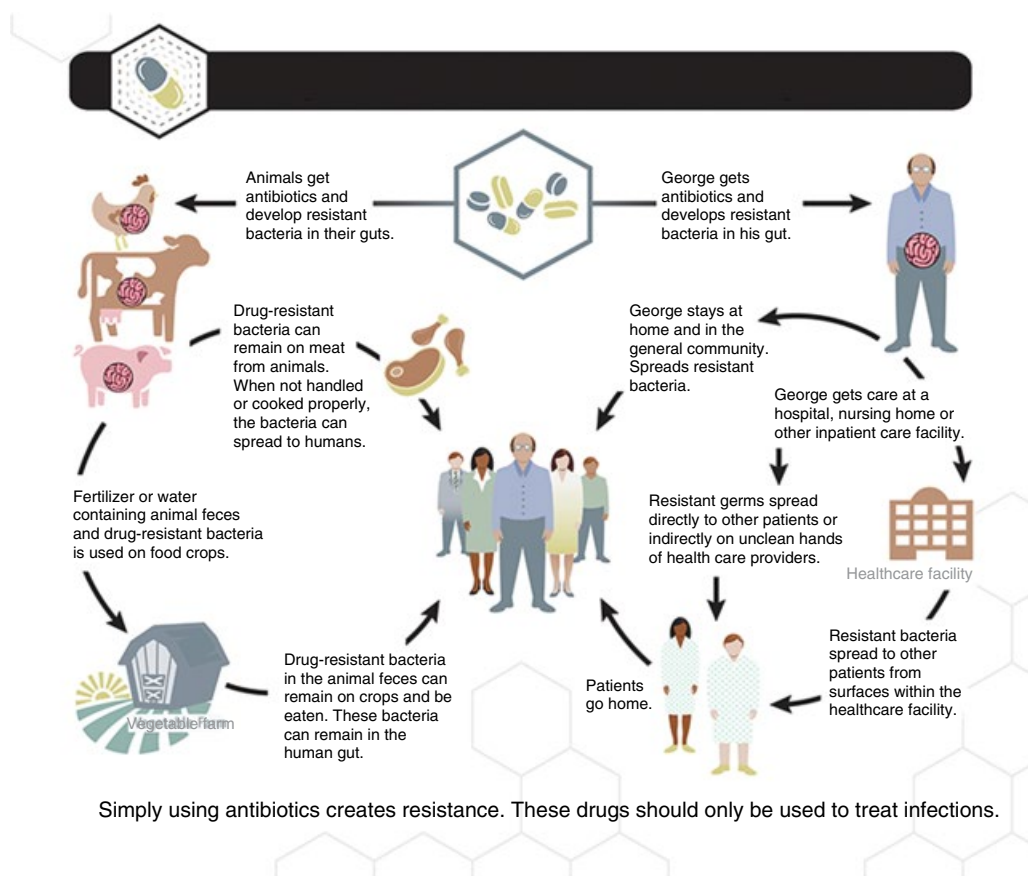 Animals get
antibiotics and
develop resistant
bacteria in their guts.
George gets
antibiotics and
develops resistant
bacteria in his gut.
Drug-resistant
bacteria can
remain on meat
from animals.
When not handled
or cooked properly,
the bacteria can
spread to humans.
George stays at
home and in the
general community.
Spreads resistant
bacteria.
George gets care at a
hospital, nursing home or
other inpatient care facility.
Fertilizer or water
containing animal feces
and drug-resistant bacteria
is used on food crops.
Resistant germs spread
directly to other patients or
indirectly on unclean hands
of health care providers.
Healthcare facility
Vegetable farm
Drug-resistant bacteria
in the animal feces can
remain on crops and be
eaten. These bacteria
can remain in the
human gut.
Patients
go home.
Resistant bacteria
spread to other
patients from
surfaces within the
healthcare facility.
Simply using antibiotics creates resistance. These drugs should only be used to treat infections.